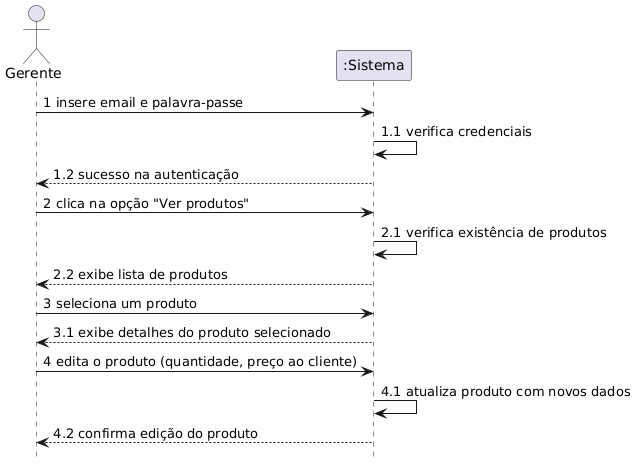 Gerente
:Sistema
1 insere email e palavra-passe
1.1 verifica credenciais
1.2 sucesso na autenticação
2 clica na opção "Ver produtos"
2.1 verifica existência de produtos
2.2 exibe lista de produtos
3 seleciona um produto
3.1 exibe detalhes do produto selecionado
4 edita o produto (quantidade, preço ao cliente)
4.1 atualiza produto com novos dados
4.2 confirma edição do produto